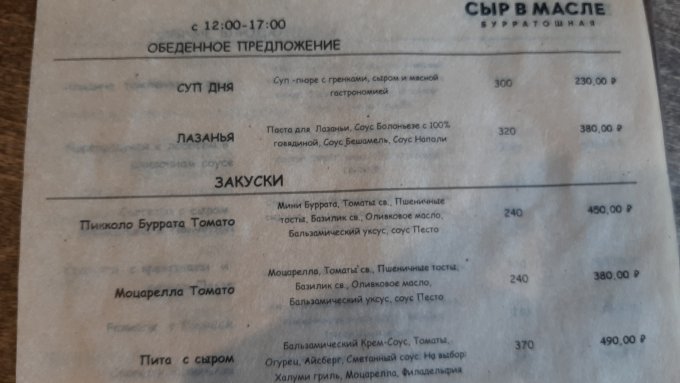 СЫР В МАСЛЕ
БУРРАТОШНАЯ
с 12:00-17:00
ОБЕДЕННОЕ ПРЕДЛОЖЕНИЕ
СУП ДНЯ
Суп -пюре с гренками, сыром и мясной
гастрономией
300
230,00 ₽
ЛАЗАНЬЯ
Паста для Лазаньи, Соус Болоньезе с 100%
говядиной, Соус Бешамель, Соус Наполи
320
380,00 ₽
ЗАКУСКИ
Пикколо Буррата Томато
Мини Буррата, Томаты св., Пшеничные
тосты, Базилик св., Оливковое масло,
Бальзамический уксус, соус Песто
240
450,00 ₽
Моцарелла Томато
Моцарелла, Томаты св., Пшеничные тосты,
Базилик св., Оливковое масло,
Бальзамический уксус, соус Песто
240
380,00 ₽
Пита с сыром
Бальзамический Крем-Соус, Томаты,
Огурец, Айсберг, Сметанный соус. На выбор:
Халуми гриль, Моцарелла, Филадельфия
370
490,00 ₽